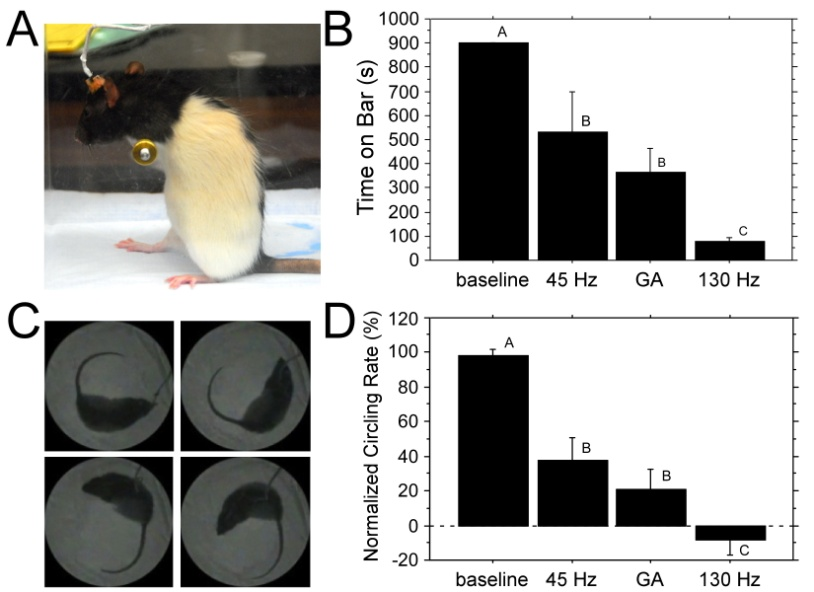 A
B
Time on Bar (s)
1000
900
800
700
600
500
400
300
200
100
0
A
B
B
C
baseline 45 Hz GA 130 Hz
C
D
Normalized Circling Rate (%)
120
100
80
60
40
20
0
-20
A
B
B
C
baseline 45 Hz GA 130 Hz